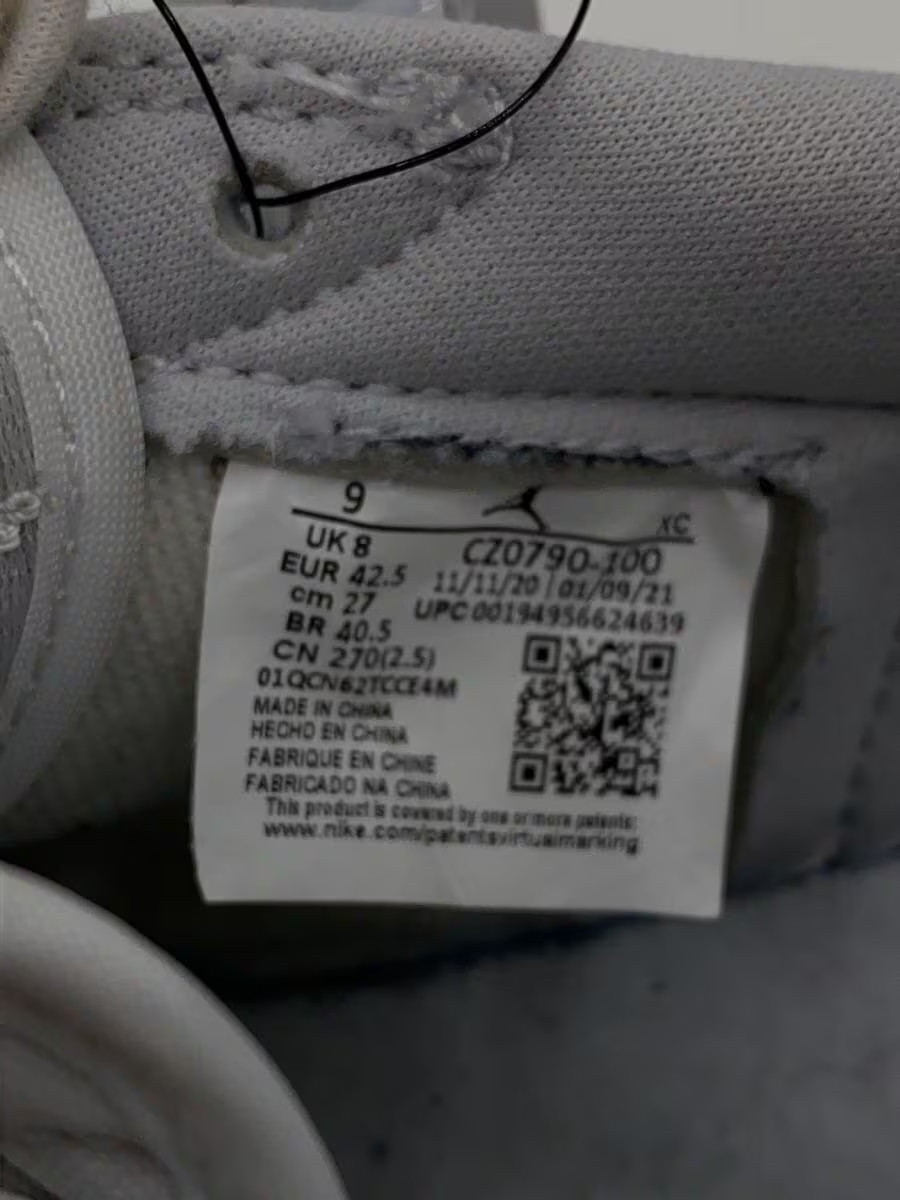 9
XC
UK 8
CZ0790-100
EUR 42.5
11/11/20 | 01/09/21
cm 27
UPC 00194956624639
BR 40.5
CN 270(2.5)
01QCN62TCCE4M
MADE IN CHINA
HECHO EN CHINA
FABRIQUE EN CHINE
FABRICADO NA CHINA
This product is covered by one or more patents:
www.nike.com/patentsvirtualmarking